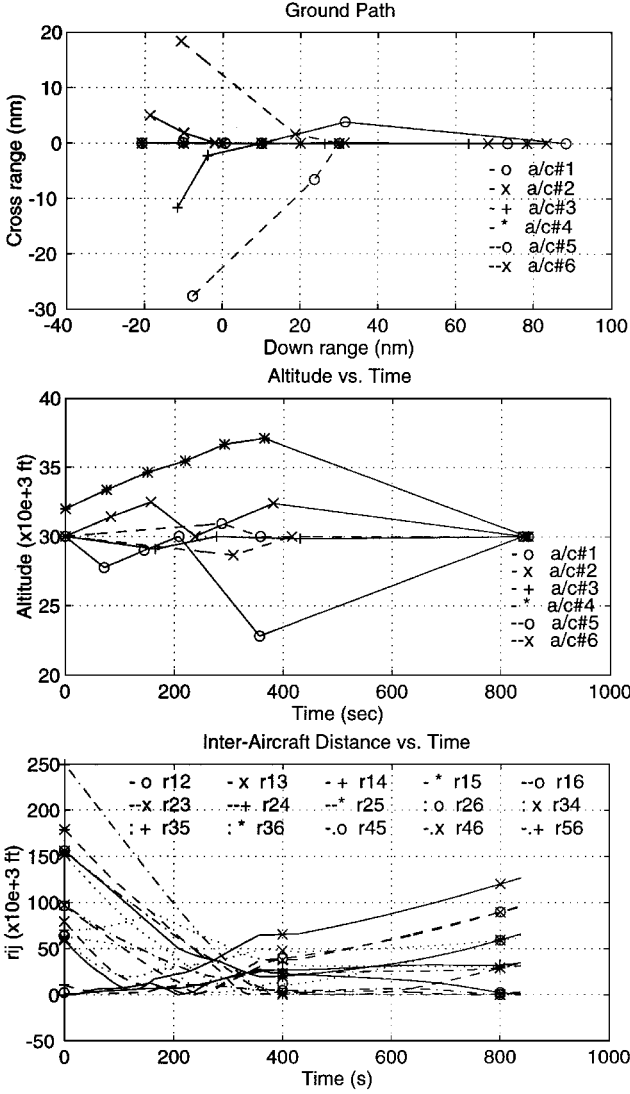 Ground Path
20
10
0
-10
-20
-30
Cross range (nm)
-40 -20 0 20 40 60 80 100
Down range (nm)
- o a/c#1
- x a/c#2
- + a/c#3
- * a/c#4
--o a/c#5
--x a/c#6
Altitude vs. Time
40
35
30
25
20
Altitude (x10e+3 ft)
0 200 400 600 800 1000
Time (sec)
- o a/c#1
- x a/c#2
- + a/c#3
- * a/c#4
--o a/c#5
--x a/c#6
Inter-Aircraft Distance vs. Time
250
200
150
100
50
0
-50
rij (x10e+3 ft)
- o r12 - x r13 - + r14 - * r15 --o r16
--x r23 --+ r24 --* r25 : o r26 : x r34
: + r35 : * r36 -.o r45 -.x r46 -.+ r56
0 200 400 600 800 1000
Time (s)